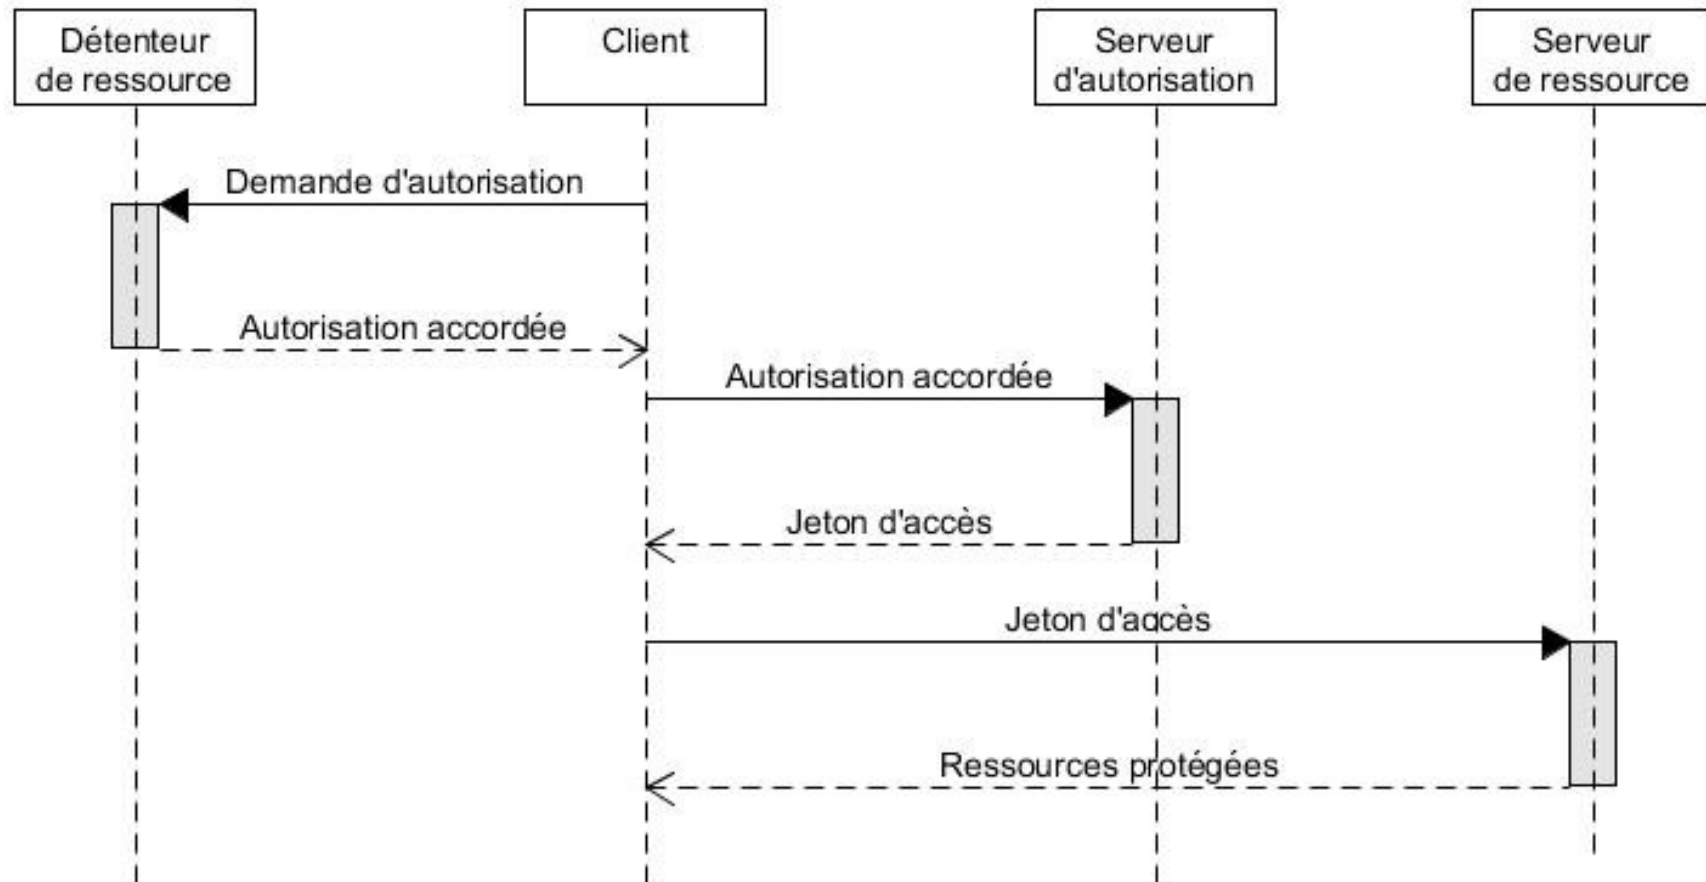 Détenteur
de ressource
Client
Serveur
d'autorisation
Serveur
de ressource
Demande d'autorisation
Autorisation accordée
Autorisation accordée
Jeton d'accès
Jeton d'accès
Ressources protégées